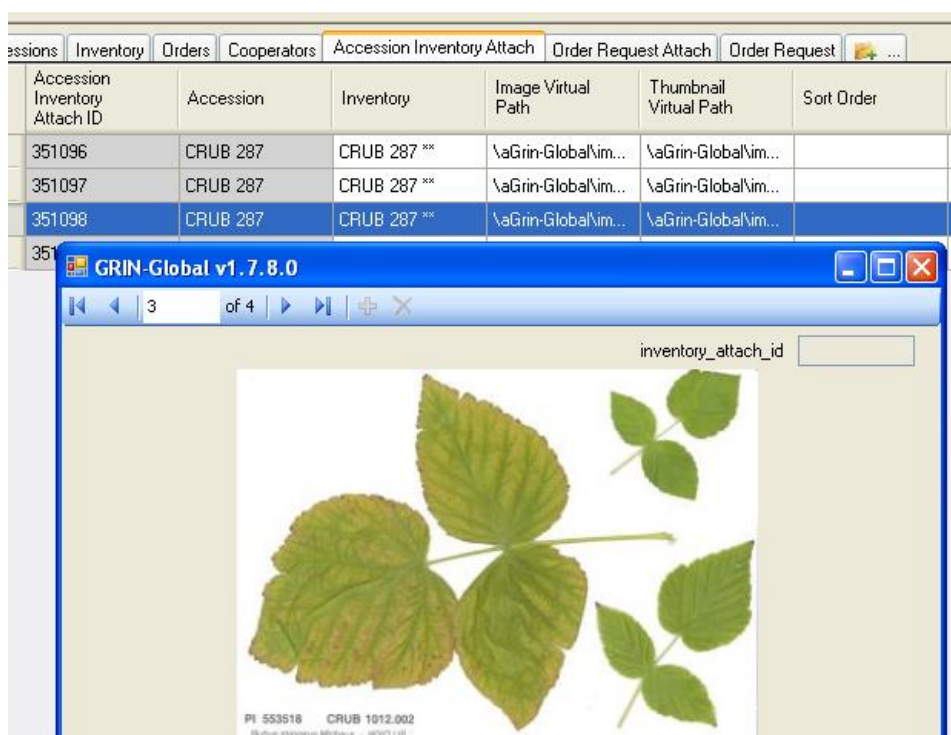 essions Inventory Orders Cooperators Accession Inventory Attach Order Request Attach Order Request ...
Accession Inventory Attach ID Accession Inventory Image Virtual Path Thumbnail Virtual Path Sort Order
351096 CRUB 287 CRUB 287 ** \aGrin-Global\im... \aGrin-Global\im...
351097 CRUB 287 CRUB 287 ** \aGrin-Global\im... \aGrin-Global\im...
351098 CRUB 287 CRUB 287 ** \aGrin-Global\im... \aGrin-Global\im...
351
GRIN-Global v1.7.8.0
3 of 4
inventory_attach_id
PI 553518 CRUB 1012.002